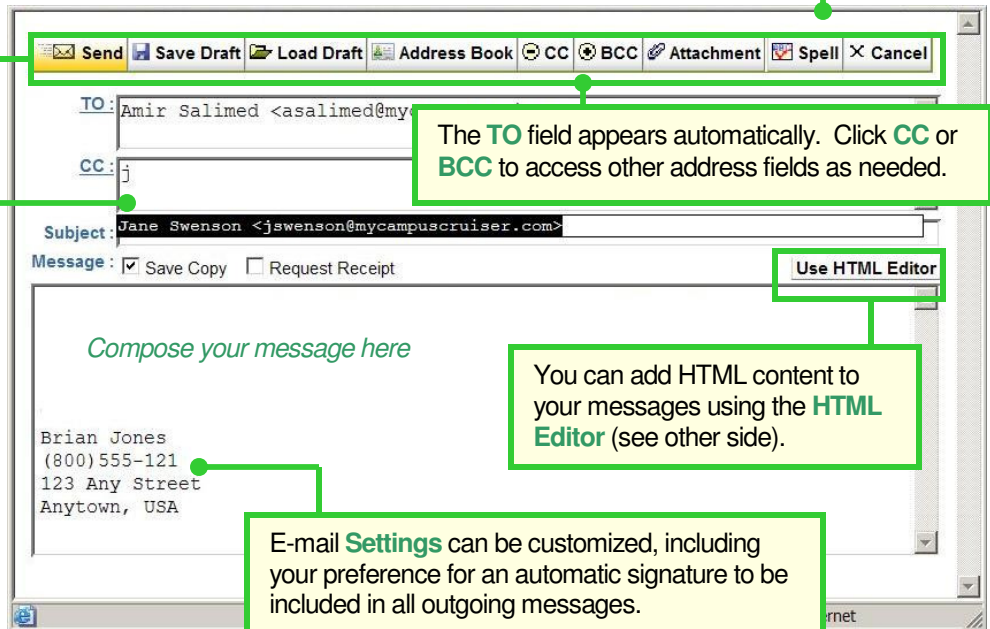 Send Save Draft Load Draft Address Book CC BCC Attachment Spell Cancel
TO : Amir Salimed
The TO field appears automatically. Click CC or
BCC to access other address fields as needed.
CC : j
Jane Swenson <jswenson@mycampuscruiser.com>
Subject :
Message : Save Copy Request Receipt Use HTML Editor
Compose your message here
You can add HTML content to
your messages using the HTML
Editor (see other side).
Brian Jones
(800)555-121
123 Any Street
Anytown, USA
E-mail Settings can be customized, including
your preference for an automatic signature to be
included in all outgoing messages.